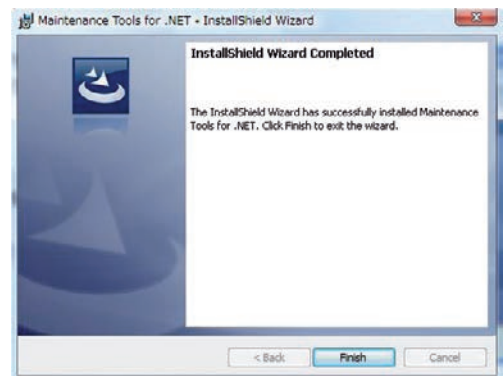 Maintenance Tools for .NET - InstallShield Wizard
InstallShield Wizard Completed
The InstallShield Wizard has successfully installed Maintenance
Tools for .NET. Click Finish to exit the wizard.
< Back
Finish
Cancel